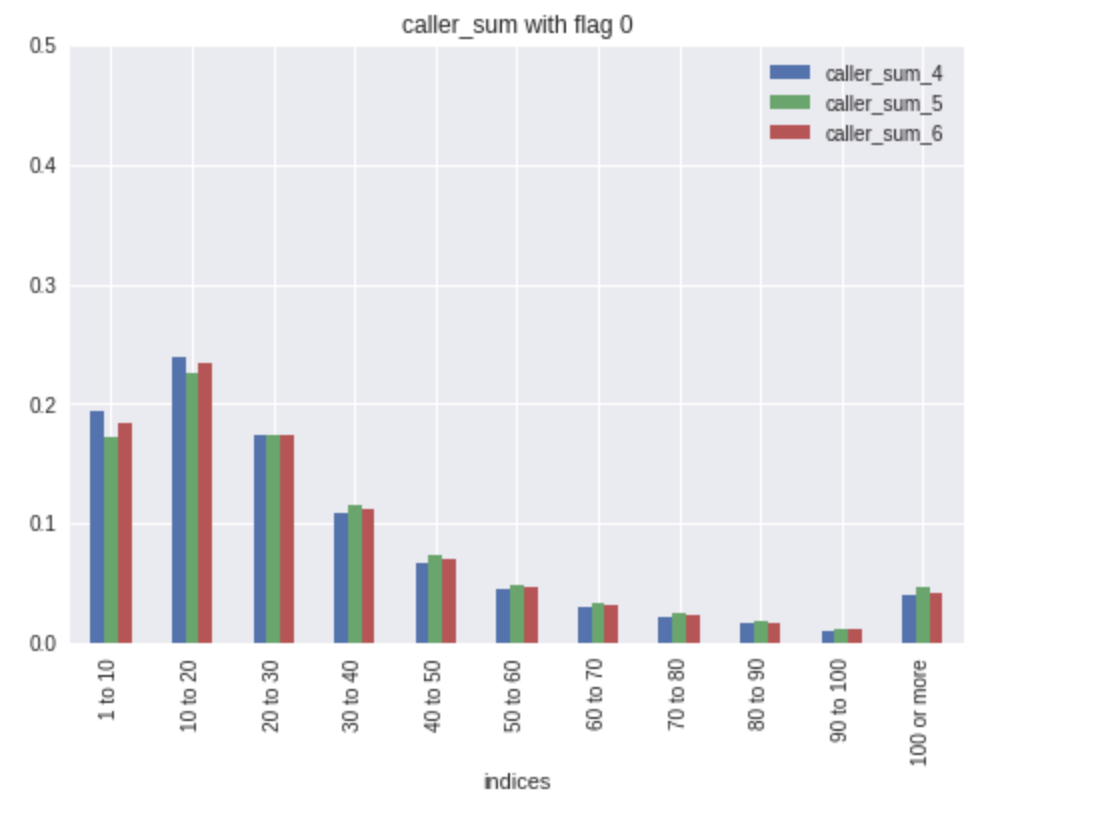 caller_sum with flag 0
0.5
0.4
0.3
0.2
0.1
0.0
caller_sum_4
caller_sum_5
caller_sum_6
1 to 10
10 to 20
20 to 30
30 to 40
40 to 50
50 to 60
60 to 70
70 to 80
80 to 90
90 to 100
100 or more
indices